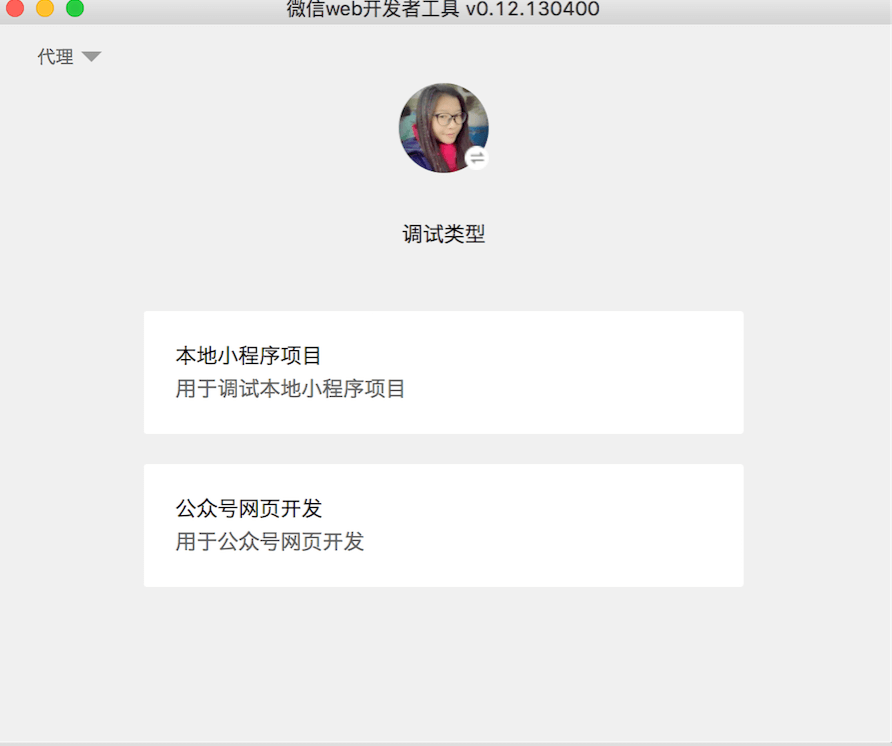 微信web开发者工具 v0.12.130400
代理
调试类型
本地小程序项目
用于调试本地小程序项目
公众号网页开发
用于公众号网页开发